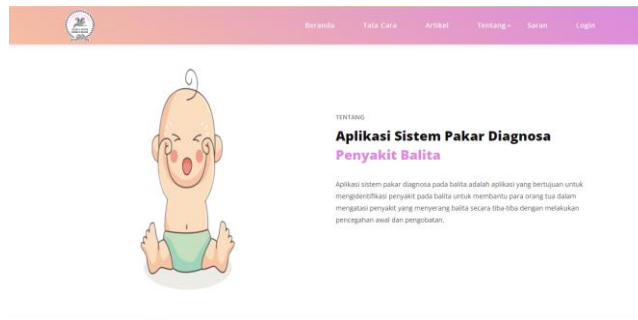 Beranda Tata Cara Artikel Tentang Saran Login
TENTANG
Aplikasi Sistem Pakar Diagnosa
Penyakit Balita
Aplikasi sistem pakar diagnosa pada balita adalah aplikasi yang bertujuan untuk
mengidentifikasi penyakit pada balita untuk membantu para orang tua dalam
mengatasi penyakit yang menyerang balita secara tiba-tiba dengan melakukan
pencegahan awal dan pengobatan.